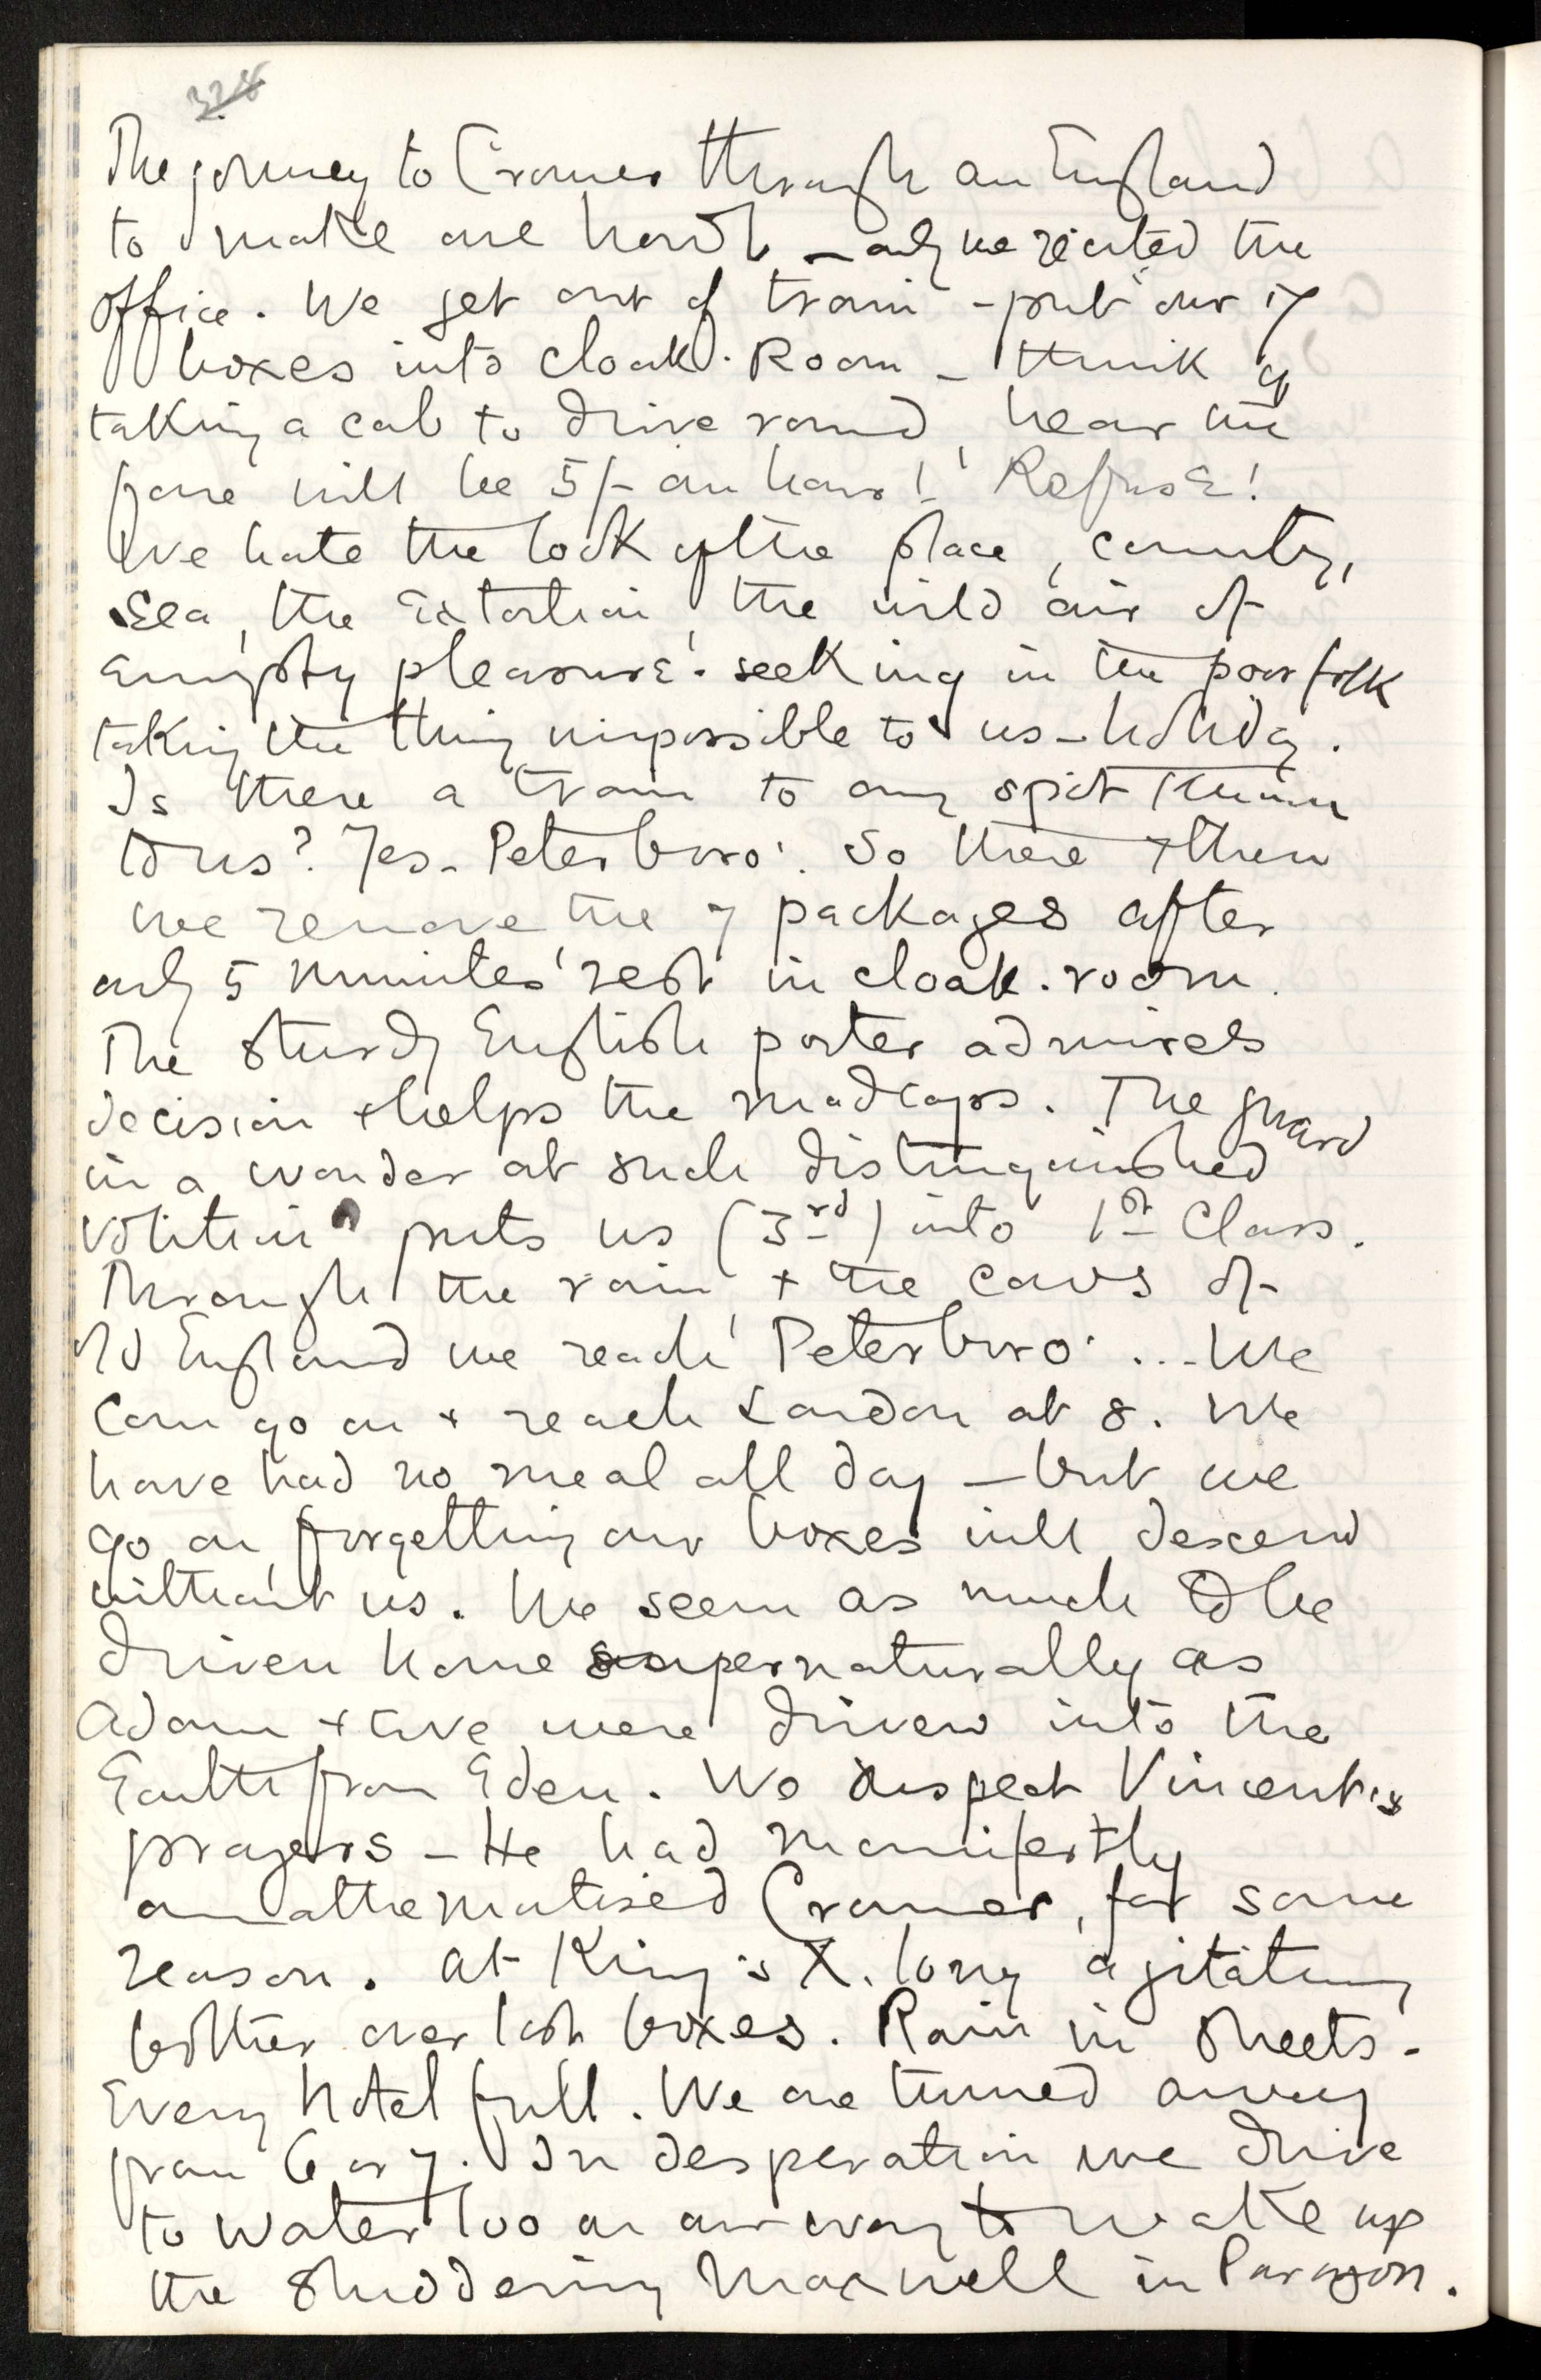 328
The journey to Cromer through an England
to make one howl – only we recited the
office. We get out of train – put our 7
boxes into Cloak-Room – think of
taking a cab to drive round, hear the
fare will be 5/- an hour! Refuse!
We hate the look of the place, country,
sea, the extortion, the wild air of
empty pleasure-seeking in the poor folk
taking the thing impossible to us – holiday.
Is there a train to any spot known
to us? Yes – Peterboro'. So there & then
we remove the 7 packages after
only 5 minutes' rest in cloak-room.
The sturdy English porter admires
decision & helps the madcaps. The guard
in a wonder at such distinguished
volition puts us (3rd) into 1st Class.
Through the rain & the cows of
old England we reach Peterboro' ... We
can go on & reach London at 8. We
have had no meal all day – but we
go on, forgetting our boxes will descend
without us. We seem as much to be
driven home supernaturally as
Adam & Eve were driven into the
Earth from Eden. We suspect Vincent's
prayers – He had manifestly
anathematised Cromer, for some
reason. At King's X. long agitating
bother over lost boxes. Rain in sheets –
Every hotel full. We are turned away
from 6 or 7. In desperation we drive
to Waterloo on our way to wake up
the shuddering Maxwell in Paragon.